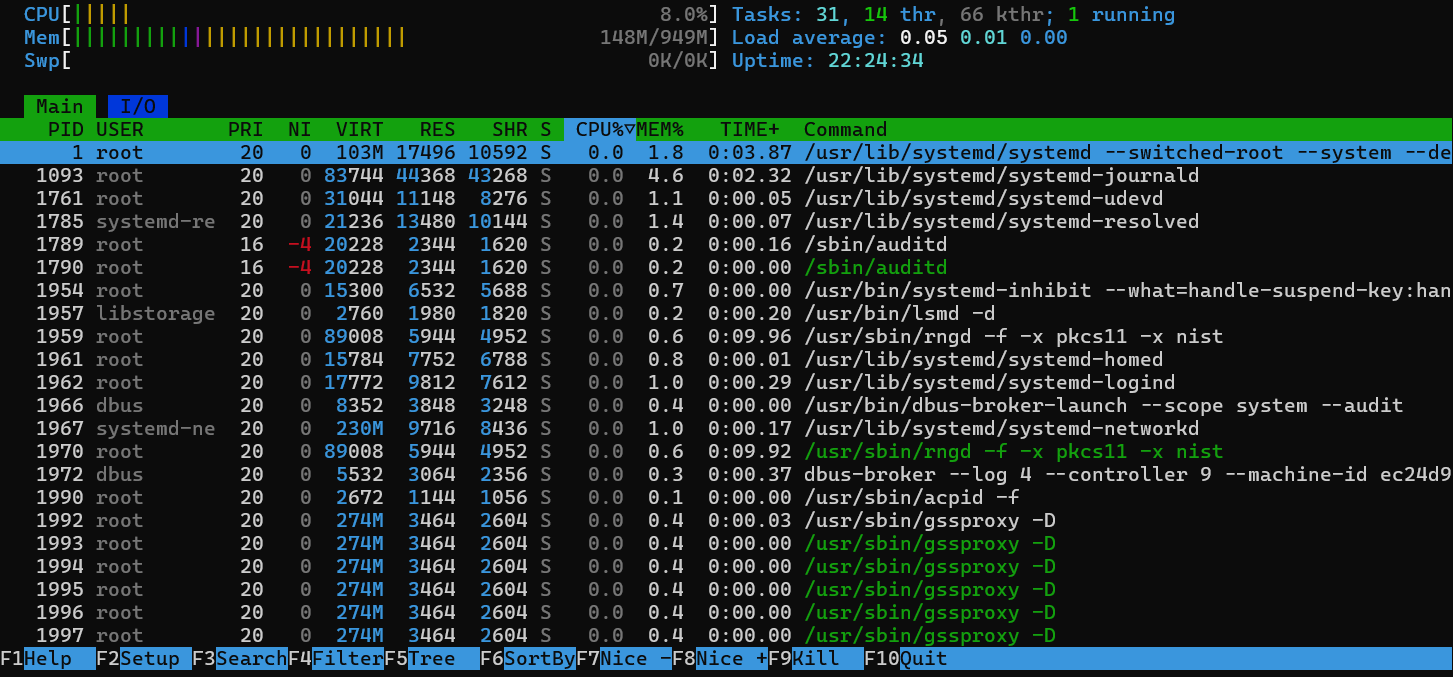 CPU[||||| 8.0%] Tasks: 31, 14 thr, 66 kthr; 1 running
Mem[|||||||||||||||||||||||||||| 148M/949M] Load average: 0.05 0.01 0.00
Swp[ 0K/0K] Uptime: 22:24:34
Main I/O
PID USER PRI NI VIRT RES SHR S CPU%▽MEM% TIME+ Command
1 root 20 0 103M 17496 10592 S 0.0 1.8 0:03.87 /usr/lib/systemd/systemd --switched-root --system --de
1093 root 20 0 83744 44368 43268 S 0.0 4.6 0:02.32 /usr/lib/systemd/systemd-journald
1761 root 20 0 31044 11148 8276 S 0.0 1.1 0:00.05 /usr/lib/systemd/systemd-udevd
1785 systemd-re 20 0 21236 13480 10144 S 0.0 1.4 0:00.07 /usr/lib/systemd/systemd-resolved
1789 root 16 -4 20228 2344 1620 S 0.0 0.2 0:00.16 /sbin/auditd
1790 root 16 -4 20228 2344 1620 S 0.0 0.2 0:00.00 /sbin/auditd
1954 root 20 0 15300 6532 5688 S 0.0 0.7 0:00.00 /usr/bin/systemd-inhibit --what=handle-suspend-key:han
1957 libstorage 20 0 2760 1980 1820 S 0.0 0.2 0:00.20 /usr/bin/lsmd -d
1959 root 20 0 89008 5944 4952 S 0.0 0.6 0:09.96 /usr/sbin/rngd -f -x pkcs11 -x nist
1961 root 20 0 15784 7752 6788 S 0.0 0.8 0:00.01 /usr/lib/systemd/systemd-homed
1962 root 20 0 17772 9812 7612 S 0.0 1.0 0:00.29 /usr/lib/systemd/systemd-logind
1966 dbus 20 0 8352 3848 3248 S 0.0 0.4 0:00.00 /usr/bin/dbus-broker-launch --scope system --audit
1967 systemd-ne 20 0 230M 9716 8436 S 0.0 1.0 0:00.17 /usr/lib/systemd/systemd-networkd
1970 root 20 0 89008 5944 4952 S 0.0 0.6 0:09.92 /usr/sbin/rngd -f -x pkcs11 -x nist
1972 dbus 20 0 5532 3064 2356 S 0.0 0.3 0:00.37 dbus-broker --log 4 --controller 9 --machine-id ec24d9
1990 root 20 0 2672 1144 1056 S 0.0 0.1 0:00.00 /usr/sbin/acpid -f
1992 root 20 0 274M 3464 2604 S 0.0 0.4 0:00.03 /usr/sbin/gssproxy -D
1993 root 20 0 274M 3464 2604 S 0.0 0.4 0:00.00 /usr/sbin/gssproxy -D
1994 root 20 0 274M 3464 2604 S 0.0 0.4 0:00.00 /usr/sbin/gssproxy -D
1995 root 20 0 274M 3464 2604 S 0.0 0.4 0:00.00 /usr/sbin/gssproxy -D
1996 root 20 0 274M 3464 2604 S 0.0 0.4 0:00.00 /usr/sbin/gssproxy -D
1997 root 20 0 274M 3464 2604 S 0.0 0.4 0:00.00 /usr/sbin/gssproxy -D
F1Help F2Setup F3SearchF4FilterF5Tree F6SortByF7Nice -F8Nice +F9Kill F10Quit